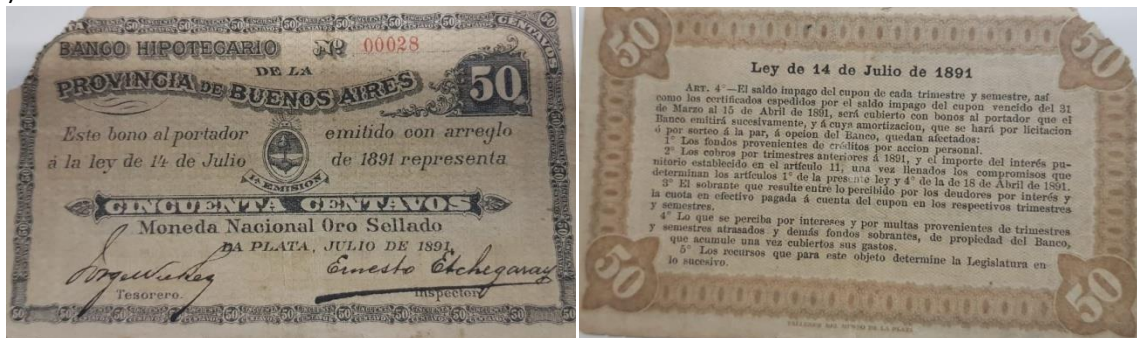 )
BANCO HIPOTECARIO Nº 00028
DE LA
PROVINCIA DE BUENOS AIRES
50
Este bono al portador emitido con arreglo
á la ley de 14 de Julio de 1891 representa
1ª EMISION
CINCUENTA CENTAVOS
Moneda Nacional Oro Sellado
LA PLATA, JULIO DE 1891
Ernesto Etchegaray
Tesorero. Inspector
50 50
Ley de 14 de Julio de 1891
ART. 4°—El saldo impago del cupon de cada trimestre y semestre, asf
como los certificados espedidos por el saldo impago del cupon vencido del 31
de Marzo al 15 de Abril de 1891, será cubierto con bonos al portador que el
Banco emitirá sucesivamente, y á cuya amortizacion, que se hará por licitacion
ó por sorteo á la par, á opcion del Banco, quedan afectados:
1° Los fondos provenientes de créditos por accion personal.
2° Los cobros por trimestres anteriores á 1891, y el importe del interés pu-
nitorio establecido en el artículo 11, una vez llenados los compromisos que
determinan los artículos 1° de la presente ley y 4° de la de 18 de Abril de 1891.
3° El sobrante que resulte entre lo percibido por los deudores por interés y
la cuota en efectivo pagada á cuenta del cupon en los respectivos trimestres
y semestres.
4° Lo que se perciba por intereses y por multas provenientes de trimestres
y semestres atrasados y demás fondos sobrantes, de propiedad del Banco,
que acumule una vez cubiertos sus gastos.
5° Los recursos que para este objeto determine la Legislatura en
lo sucesivo.
50 50
TALLERES DEL MUSEO DE LA PLATA